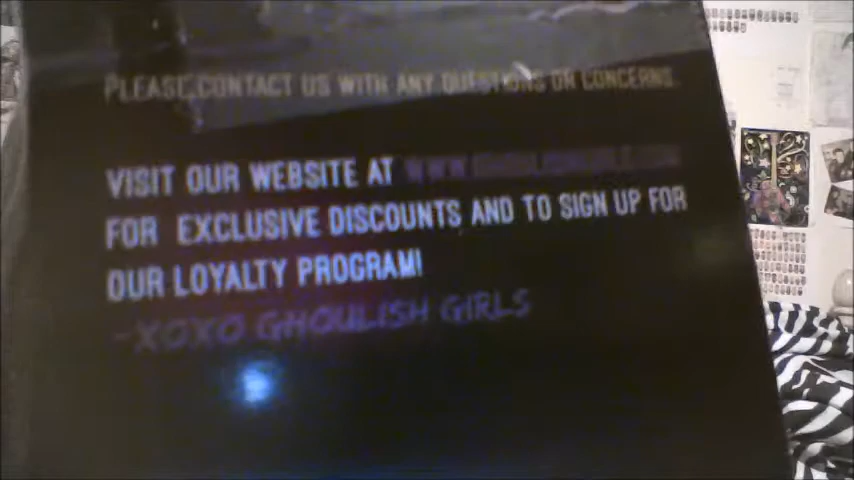 PLEASE CONTACT US WITH ANY QUESTIONS OR CONCERNS.
VISIT OUR WEBSITE AT
FOR EXCLUSIVE DISCOUNTS AND TO SIGN UP FOR
OUR LOYALTY PROGRAM!
-XOXO GHOULISH GIRLS